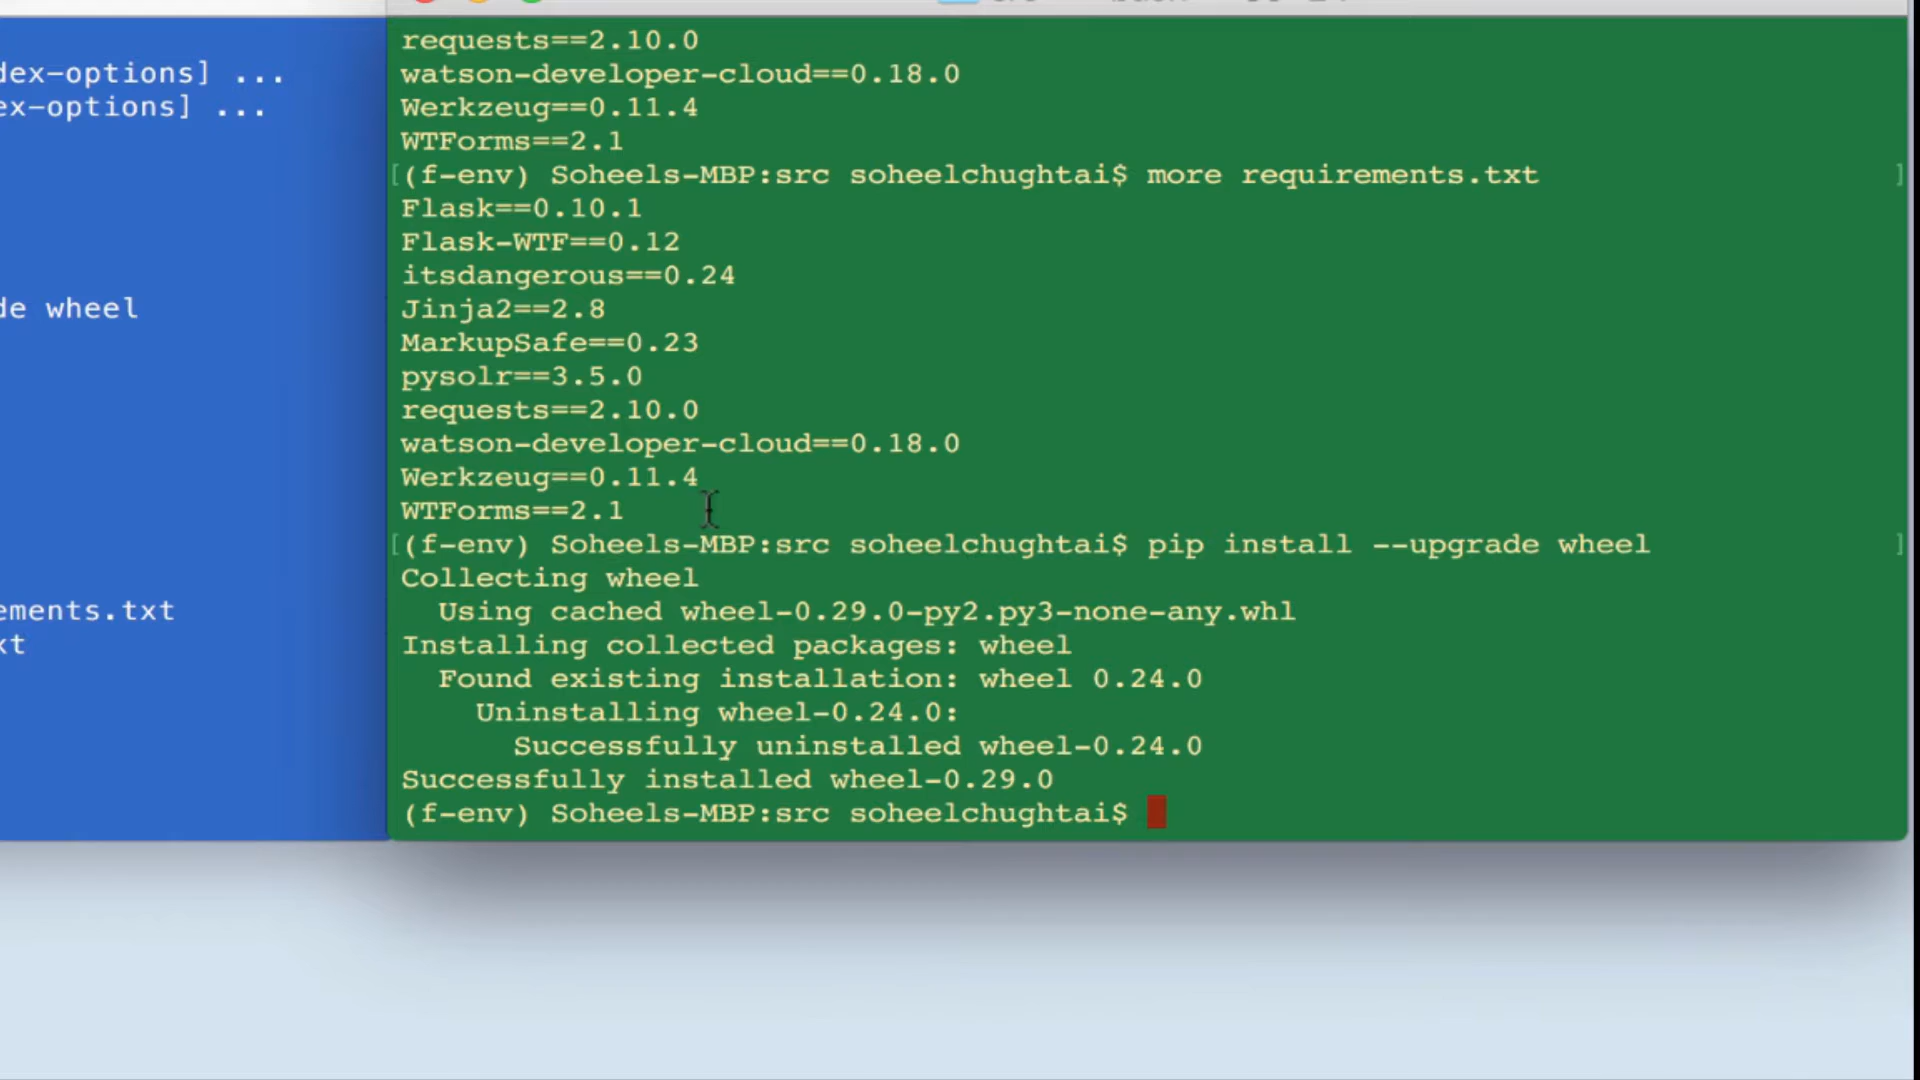 dex-options] ...
ex-options] ...
de wheel
ements.txt
xt
requests==2.10.0
watson-developer-cloud==0.18.0
Werkzeug==0.11.4
WTForms==2.1
[(f-env) Soheels-MBP:src soheelchughtai$ more requirements.txt ]
Flask==0.10.1
Flask-WTF==0.12
itsdangerous==0.24
Jinja2==2.8
MarkupSafe==0.23
pysolr==3.5.0
requests==2.10.0
watson-developer-cloud==0.18.0
Werkzeug==0.11.4
WTForms==2.1
[(f-env) Soheels-MBP:src soheelchughtai$ pip install --upgrade wheel ]
Collecting wheel
Using cached wheel-0.29.0-py2.py3-none-any.whl
Installing collected packages: wheel
Found existing installation: wheel 0.24.0
Uninstalling wheel-0.24.0:
Successfully uninstalled wheel-0.24.0
Successfully installed wheel-0.29.0
(f-env) Soheels-MBP:src soheelchughtai$